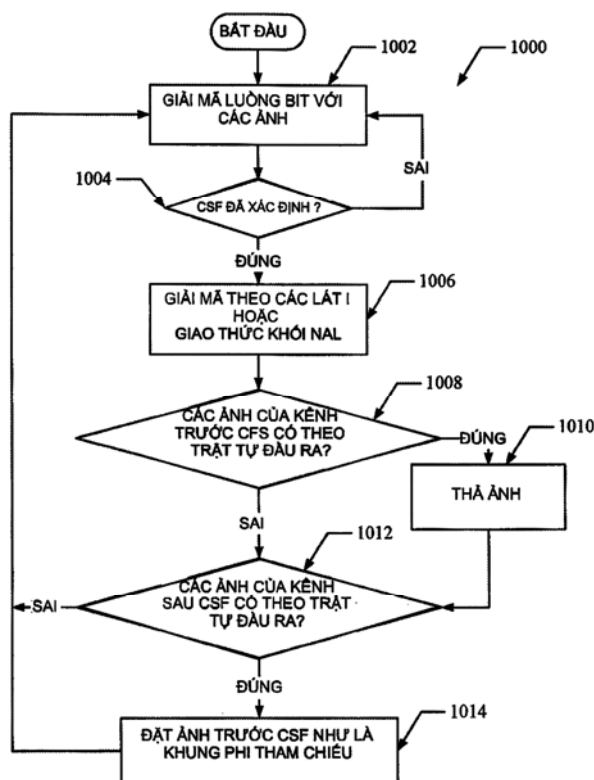 BẮT ĐẦU
1002
1000
GIẢI MÃ LUỒNG BIT VỚI
CÁC ẢNH
SAI
1004
CSF ĐÃ XÁC ĐỊNH ?
ĐÚNG
1006
GIẢI MÃ THEO CÁC LÁT I
HOẶC
GIAO THỨC KHỐI NAL
1008
CÁC ẢNH CỦA KÊNH
TRƯỚC CFS CÓ THEO
TRẬT TỰ ĐẦU RA?
ĐÚNG
1010
THẢ ẢNH
SAI
1012
CÁC ẢNH CỦA KÊNH
SAU CSF CÓ THEO TRẬT
TỰ ĐẦU RA?
SAI
ĐÚNG
1014
ĐẶT ẢNH TRƯỚC CSF NHƯ LÀ
KHUNG PHI THAM CHIẾU